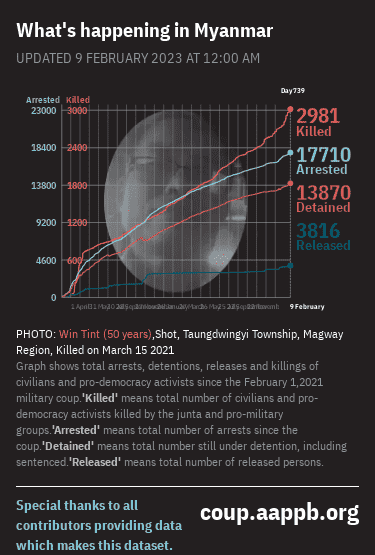 What's happening in Myanmar
UPDATED 9 FEBRUARY 2023 AT 12:00 AM
Day739
Arrested Killed
23000 3000
18400 2400
13800 1800
9200 1200
4600 600
0
2981
Killed
17710
Arrested
13870
Detained
3816
Released
9 February
PHOTO: Win Tint (50 years),Shot, Taungdwingyi Township, Magway
Region, Killed on March 15 2021
Graph shows total arrests, detentions, releases and killings of
civilians and pro-democracy activists since the February 1,2021
military coup.'Killed' means total number of civilians and pro-
democracy activists killed by the junta and pro-military
groups.'Arrested' means total number of arrests since the
coup.'Detained' means total number still under detention, including
sentenced.'Released' means total number of released persons.
Special thanks to all
contributors providing data
which makes this dataset.
coup.aappb.org